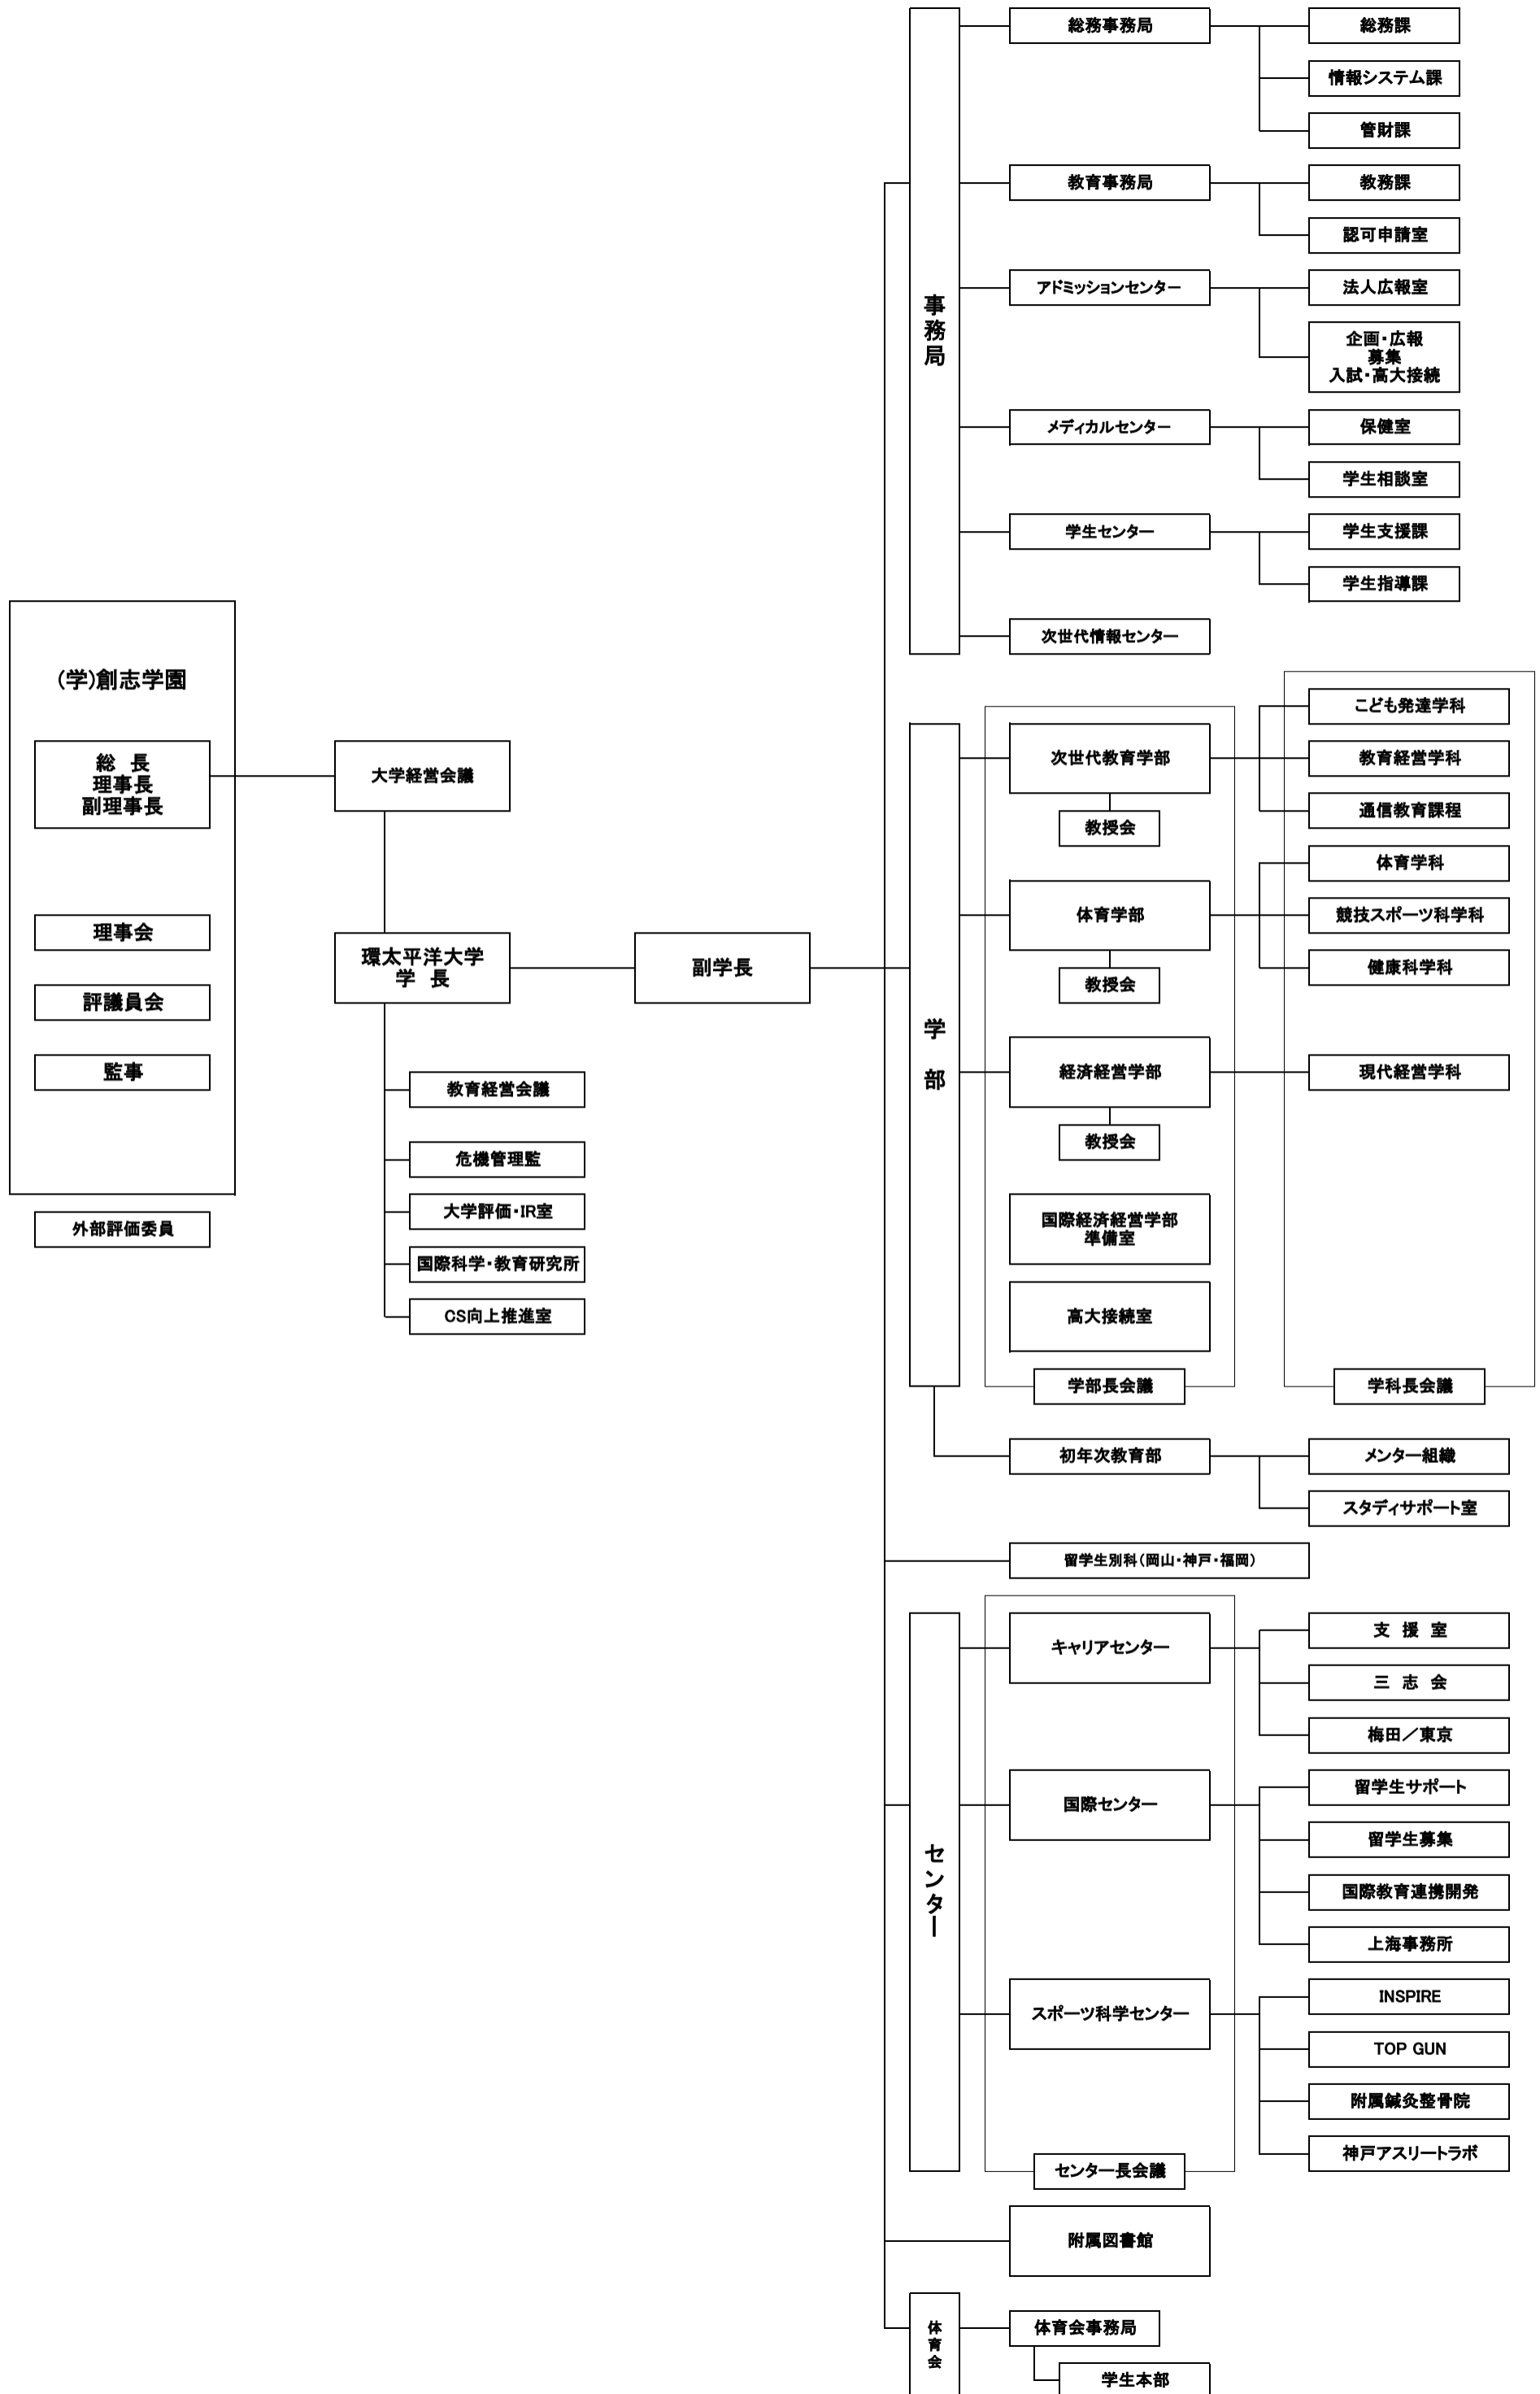 (学)創志学園
総 長
理事長
副理事長
理事会
評議員会
監事
外部評価委員
大学経営会議
環太平洋大学
学 長
教育経営会議
危機管理監
大学評価・IR室
国際科学・教育研究所
CS向上推進室
副学長
事務局
総務事務局
総務課
情報システム課
管財課
教育事務局
教務課
認可申請室
アドミッションセンター
法人広報室
企画・広報
募集
入試・高大接続
メディカルセンター
保健室
学生相談室
学生センター
学生支援課
学生指導課
次世代情報センター
学 部
次世代教育学部
教授会
こども発達学科
教育経営学科
通信教育課程
体育学部
教授会
体育学科
競技スポーツ科学科
健康科学科
経済経営学部
教授会
現代経営学科
国際経済経営学部
準備室
高大接続室
学部長会議
学科長会議
初年次教育部
メンター組織
スタディサポート室
留学生別科(岡山・神戸・福岡)
センター
キャリアセンター
支 援 室
三 志 会
梅田/東京
国際センター
留学生サポート
留学生募集
国際教育連携開発
上海事務所
スポーツ科学センター
INSPIRE
TOP GUN
附属鍼灸整骨院
神戸アスリートラボ
センター長会議
附属図書館
体育会
体育会事務局
学生本部